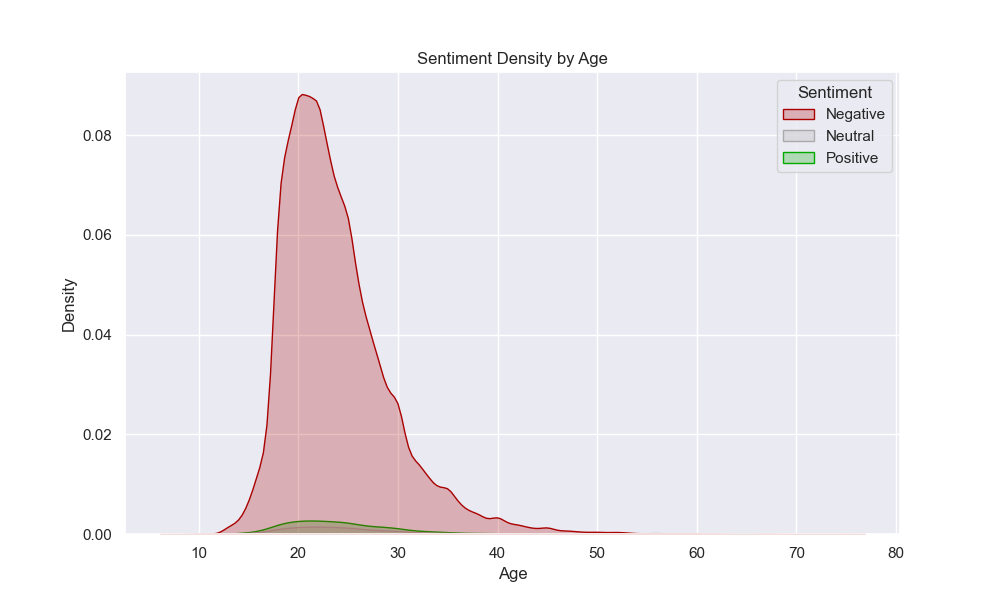 Sentiment Density by Age
Sentiment
Negative
Neutral
Positive
Density
0.08
0.06
0.04
0.02
0.00
10 20 30 40 50 60 70 80
Age